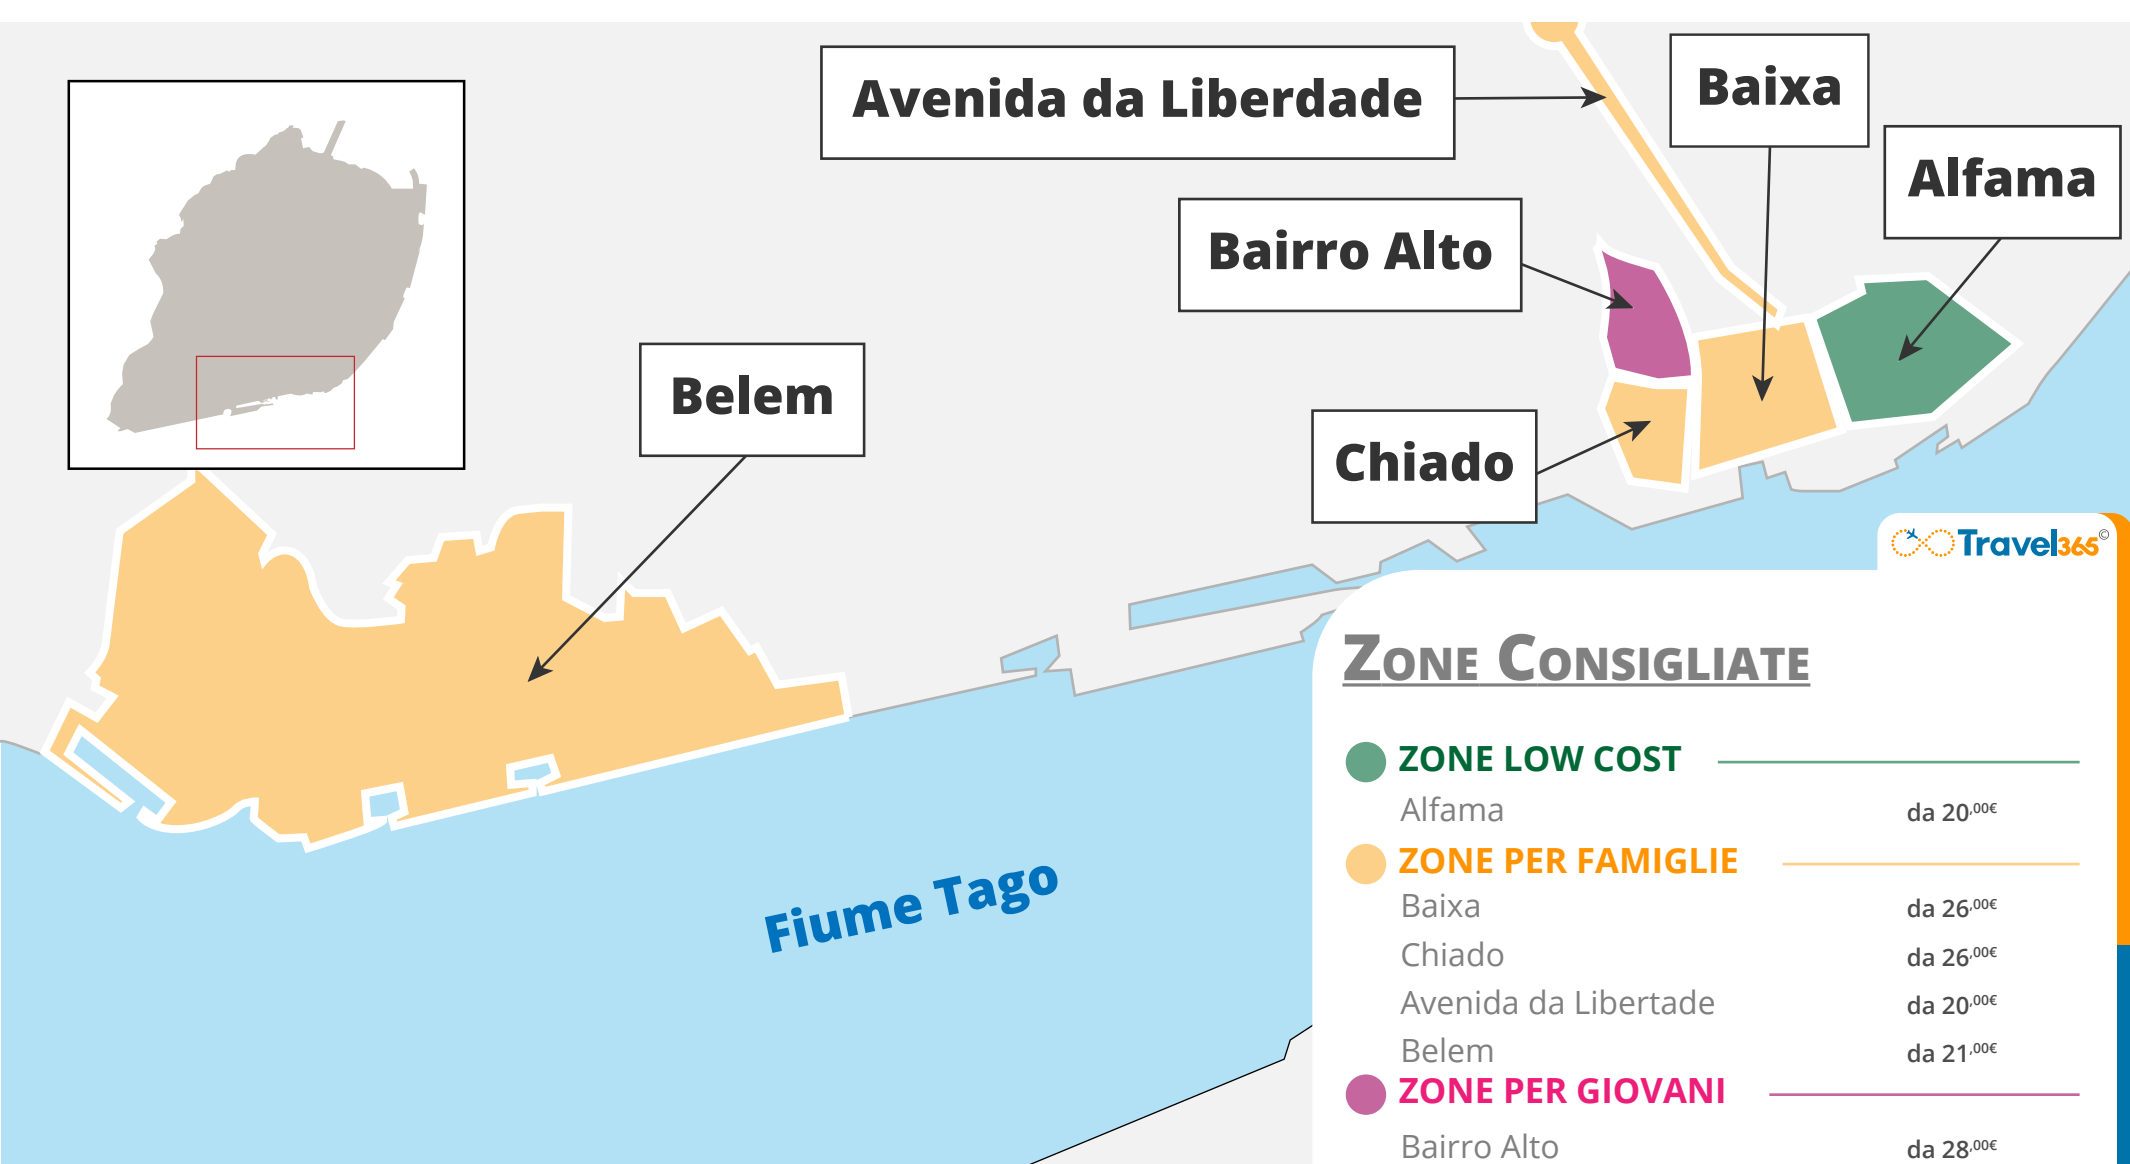 Avenida da Liberdade
Baixa
Alfama
Bairro Alto
Belem
Chiado
Travel365©
Fiume Tago
ZONE CONSIGLIATE
ZONE LOW COST
Alfama da 20,00€
ZONE PER FAMIGLIE
Baixa da 26,00€
Chiado da 26,00€
Avenida da Libertade da 20,00€
Belem da 21,00€
ZONE PER GIOVANI
Bairro Alto da 28,00€